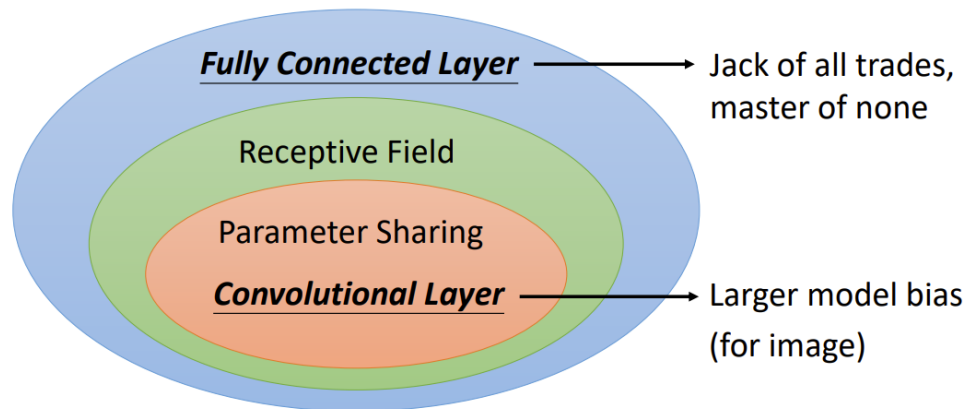 Fully Connected Layer
Jack of all trades,
master of none
Receptive Field
Parameter Sharing
Convolutional Layer
Larger model bias
(for image)